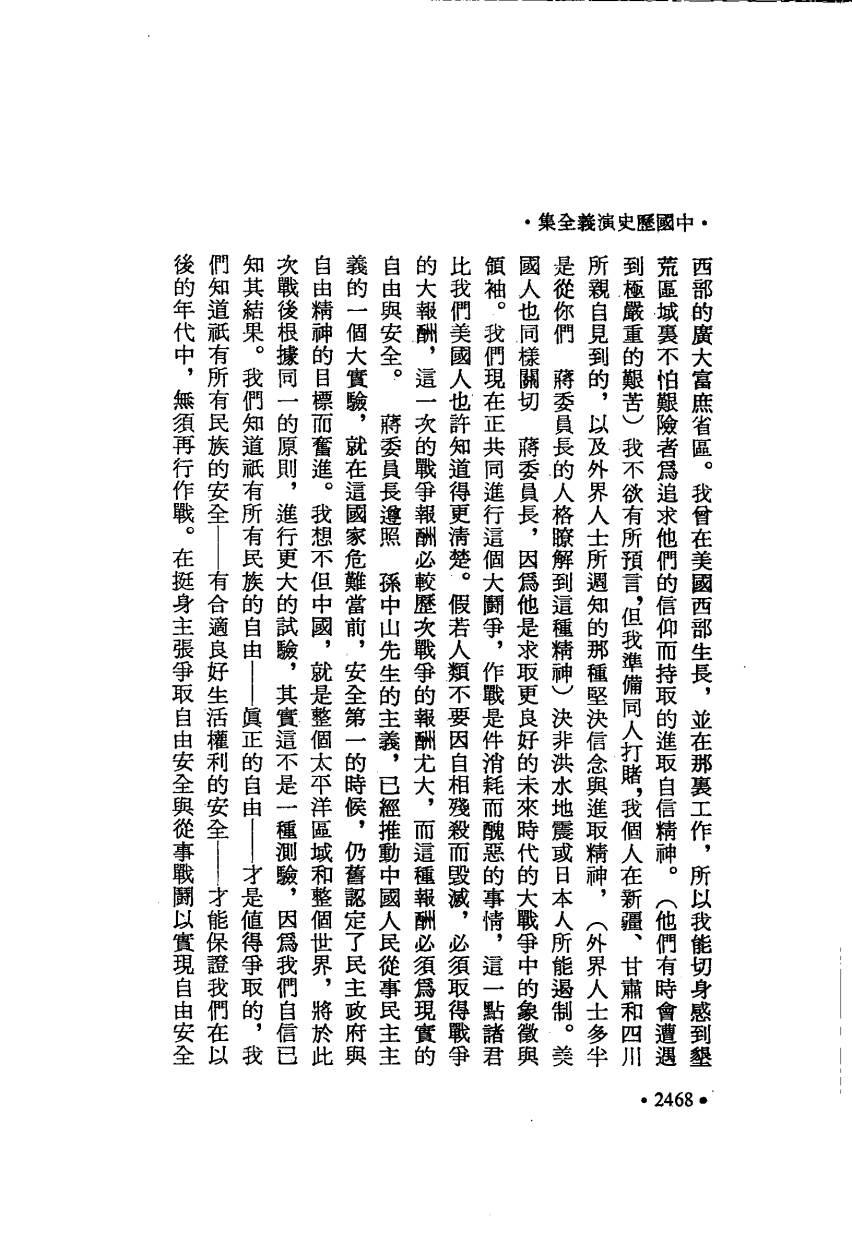 •中國歷史演義全集•
西部的廣大富庶省區。我曾在美國西部生長，並在那裏工作，所以我能切身感到墾
荒區域裏不怕艱險者爲追求他們的信仰而持取的進取自信精神。（他們有時會遭遇
到極嚴重的艱苦）我不欲有所預言，但我準備同人打賭，我個人在新疆、甘肅和四川
所親自見到的，以及外界人士所週知的那種堅決信念與進取精神，（外界人士多半
是從你們　蔣委員長的人格瞭解到這種精神）決非洪水地震或日本人所能遏制。美
國人也同樣關切　蔣委員長，因爲他是求取更良好的未來時代的大戰爭中的象徵與
領袖。我們現在正共同進行這個大鬭爭，作戰是件消耗而醜惡的事情，這一點諸君
比我們美國人也許知道得更清楚。假若人類不要因自相殘殺而毀滅，必須取得戰爭
的大報酬，這一次的戰爭報酬必較歷次戰爭的報酬尤大，而這種報酬必須爲現實的
自由與安全。　蔣委員長遵照　孫中山先生的主義，已經推動中國人民從事民主主
義的一個大實驗，就在這國家危難當前，安全第一的時候，仍舊認定了民主政府與
自由精神的目標而奮進。我想不但中國，就是整個太平洋區域和整個世界，將於此
次戰後根據同一的原則，進行更大的試驗，其實這不是一種測驗，因爲我們自信已
知其結果。我們知道祇有所有民族的自由——眞正的自由——才是值得爭取的，我
們知道祇有所有民族的安全——有合適良好生活權利的安全——才能保證我們在以
後的年代中，無須再行作戰。在挺身主張爭取自由安全與從事戰鬭以實現自由安全
•2468•